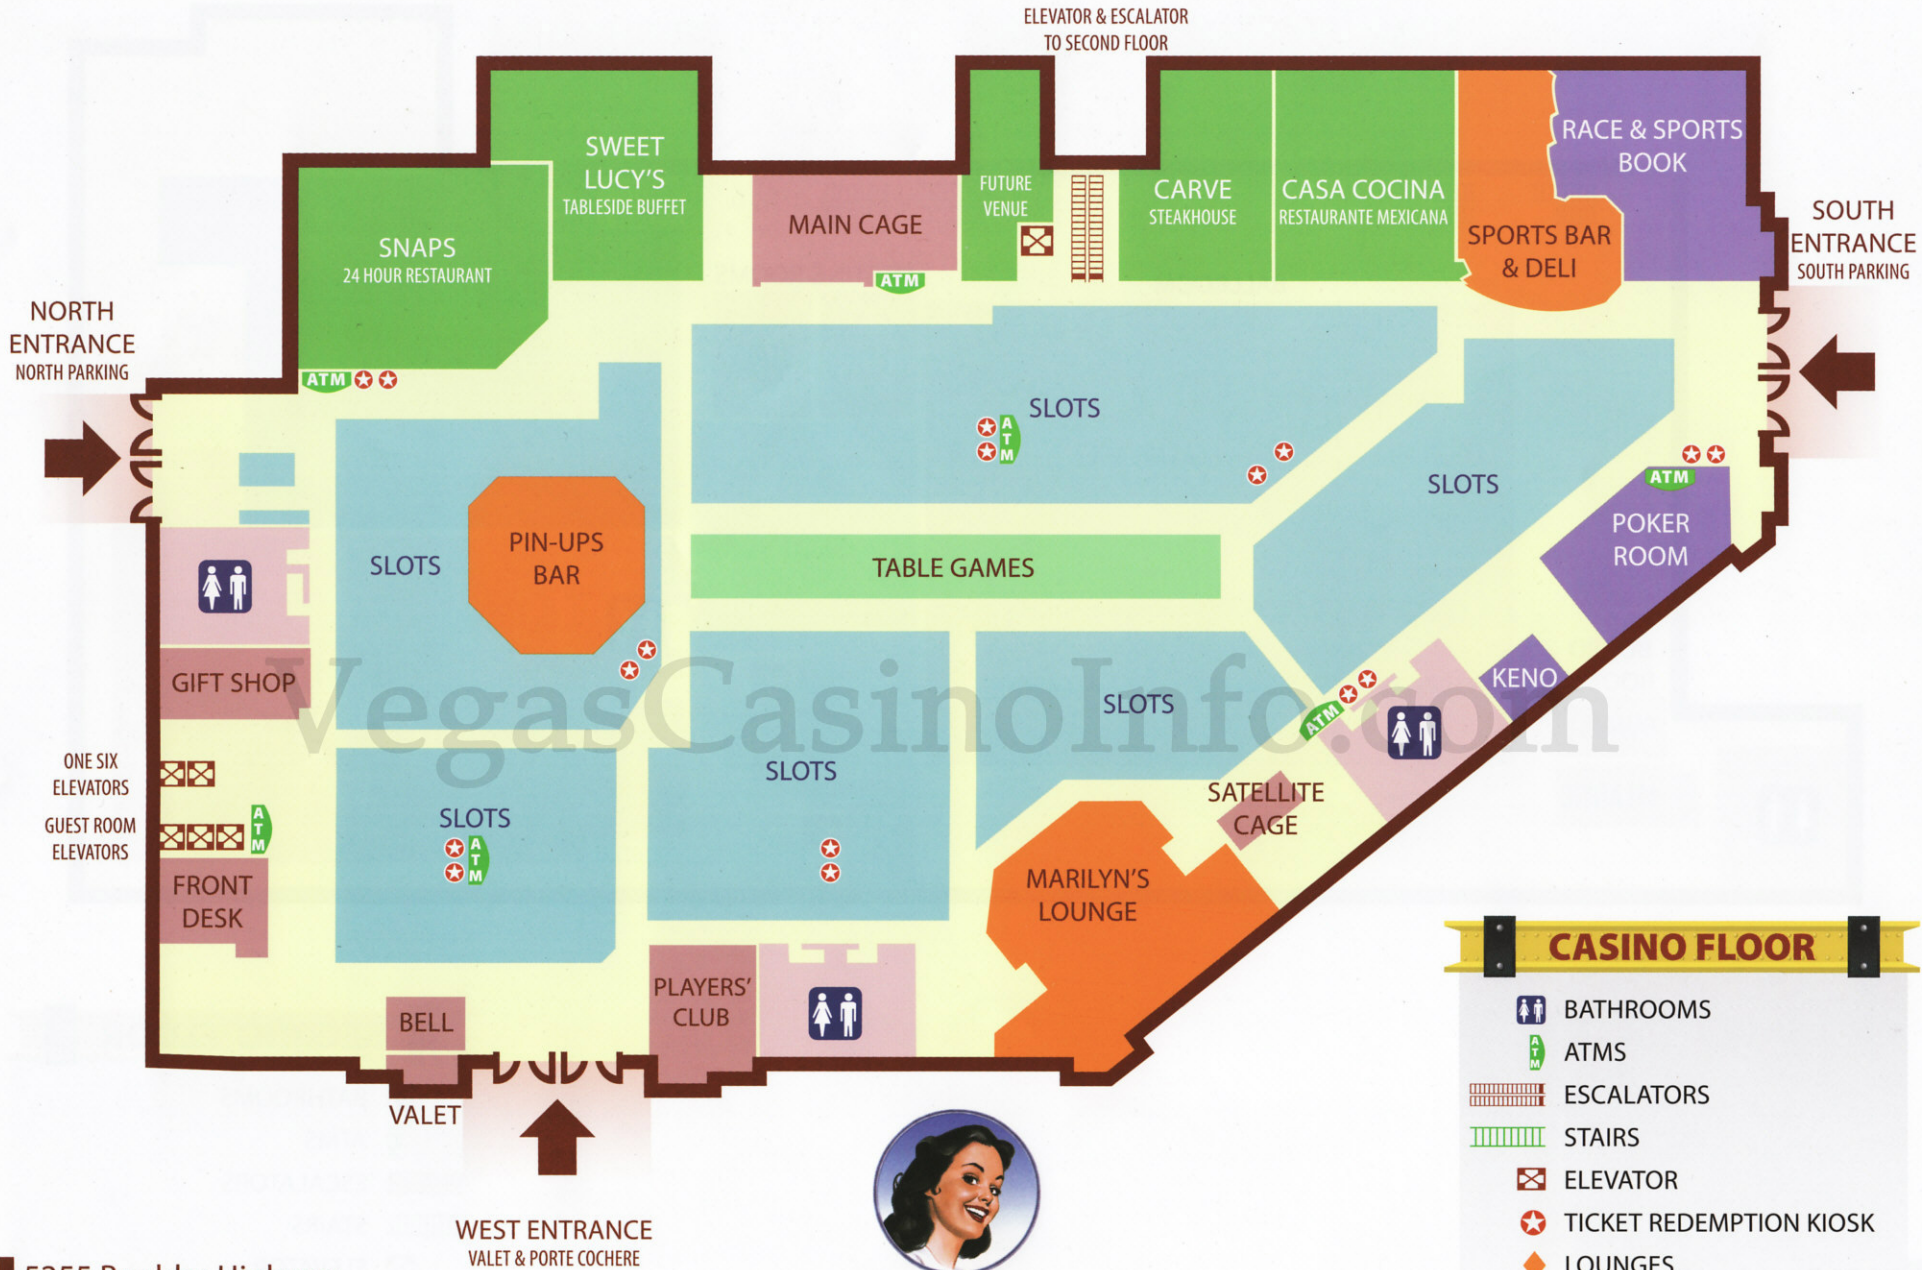 ELEVATOR & ESCALATOR
TO SECOND FLOOR
SWEET
LUCY'S
TABLESIDE BUFFET
SNAPS
24 HOUR RESTAURANT
MAIN CAGE
ATM
FUTURE
VENUE
CARVE
STEAKHOUSE
CASA COCINA
RESTAURANTE MEXICANA
SPORTS BAR
& DELI
RACE & SPORTS
BOOK
SOUTH
ENTRANCE
SOUTH PARKING
NORTH
ENTRANCE
NORTH PARKING
ATM
SLOTS
ATM
SLOTS
ATM
POKER
ROOM
SLOTS
PIN-UPS
BAR
TABLE GAMES
GIFT SHOP
VegasCasinoInfo.com
KENO
SLOTS
ATM
SLOTS
SATELLITE
CAGE
ONE SIX
ELEVATORS
GUEST ROOM
ELEVATORS
ATM
SLOTS
ATM
FRONT
DESK
MARILYN'S
LOUNGE
PLAYERS'
CLUB
BELL
VALET
WEST ENTRANCE
VALET & PORTE COCHERE
CASINO FLOOR
BATHROOMS
ATM
ATMS
ESCALATORS
STAIRS
ELEVATOR
TICKET REDEMPTION KIOSK
LOUNGES